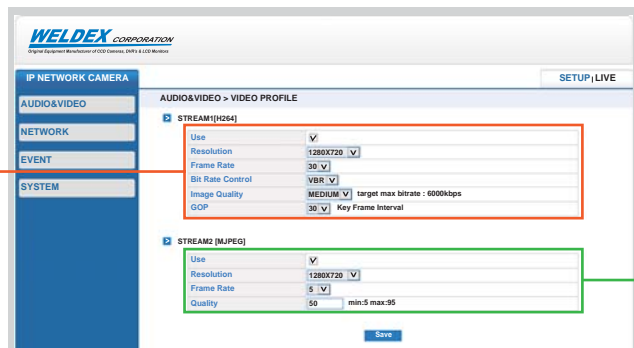 WELDEX CORPORATION
Original Equipment Manufacturer of CCD Cameras, DVR's & LCD Monitors
IP NETWORK CAMERA
SETUP | LIVE
AUDIO&VIDEO
NETWORK
EVENT
SYSTEM
AUDIO&VIDEO > VIDEO PROFILE
STREAM1[H264]
Use
Resolution 1280X720
Frame Rate 30
Bit Rate Control VBR
Image Quality MEDIUM target max bitrate : 6000kbps
GOP 30 Key Frame Interval
STREAM2 [MJPEG]
Use
Resolution 1280X720
Frame Rate 5
Quality 50 min:5 max:95
Save